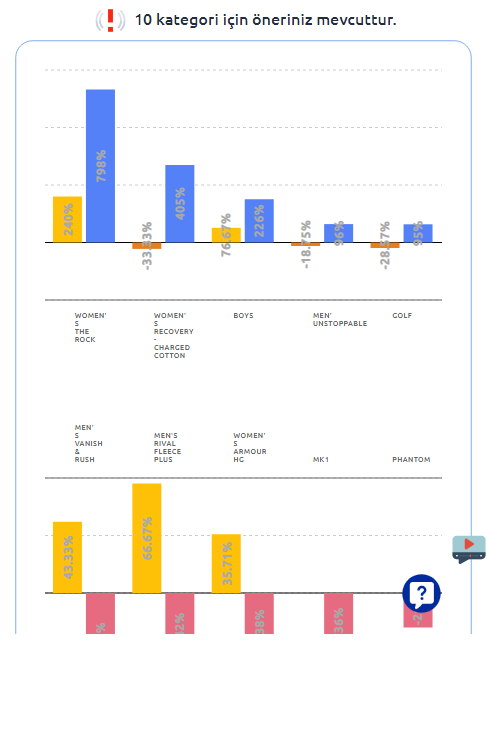 10 kategori için öneriniz mevcuttur.
240%
798%
-33.33%
405%
76.67%
226%
-18.75%
96%
-28.57%
95%
WOMEN'
S
THE
ROCK
WOMEN'
S
RECOVERY
-
CHARGED
COTTON
BOYS
MEN'
UNSTOPPABLE
GOLF
MEN'
S
VANISH
&
RUSH
MEN'S
RIVAL
FLEECE
PLUS
WOMEN'
S
ARMOUR
HG
MK1
PHANTOM
43.33%
66.67%
35.71%